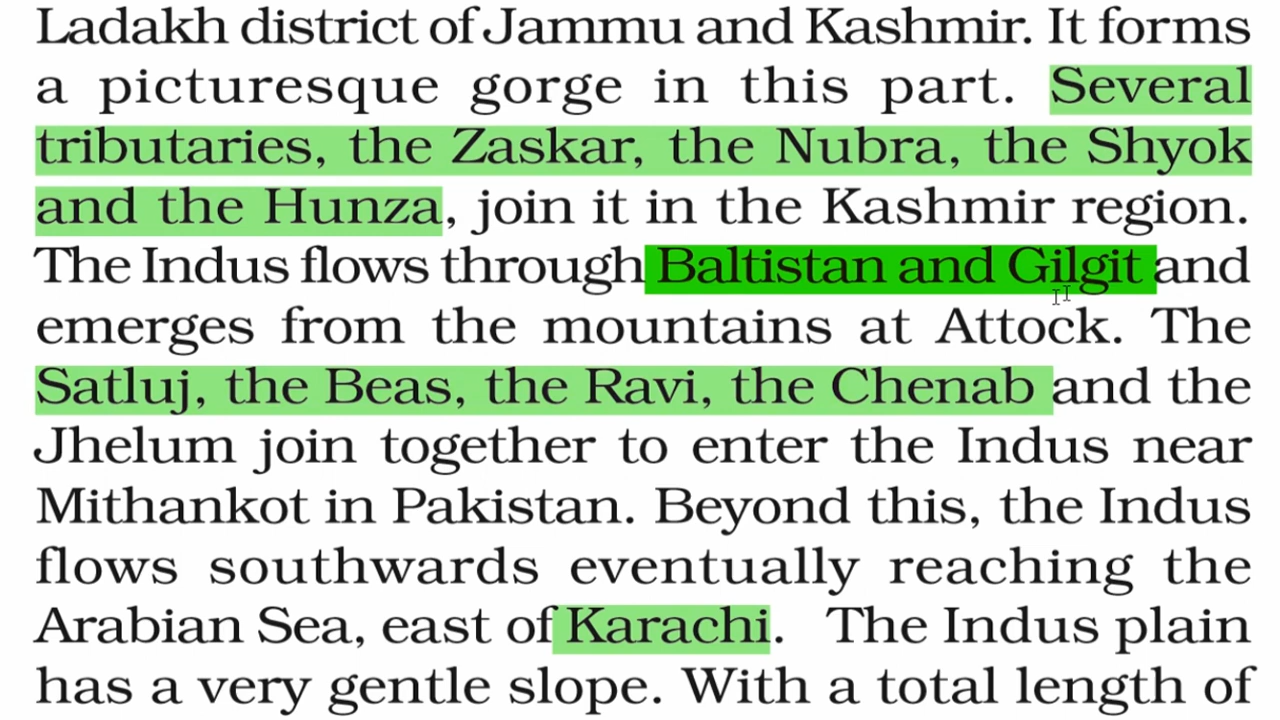 Ladakh district of Jammu and Kashmir. It forms
a picturesque gorge in this part. Several
tributaries, the Zaskar, the Nubra, the Shyok
and the Hunza, join it in the Kashmir region.
The Indus flows through Baltistan and Gilgit and
emerges from the mountains at Attock. The
Satluj, the Beas, the Ravi, the Chenab and the
Jhelum join together to enter the Indus near
Mithankot in Pakistan. Beyond this, the Indus
flows southwards eventually reaching the
Arabian Sea, east of Karachi. The Indus plain
has a very gentle slope. With a total length of